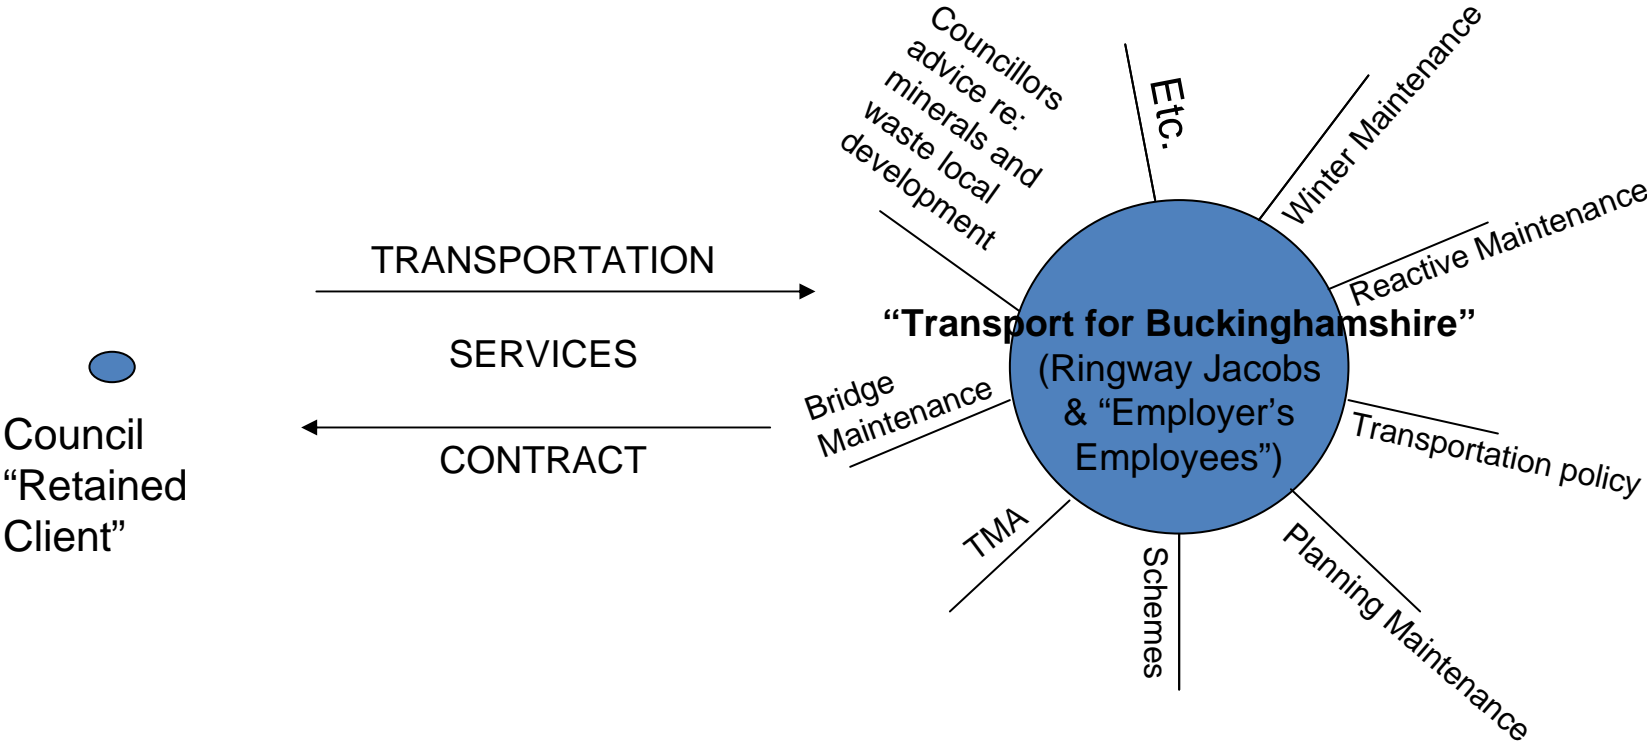 Council
“Retained
Client”
TRANSPORTATION
SERVICES
CONTRACT
Councillors
advice re:
minerals and
waste local
development
Etc.
Winter Maintenance
Reactive Maintenance
“Transport for Buckinghamshire”
(Ringway Jacobs
& “Employer’s
Employees”)
Bridge
Maintenance
Transportation policy
TMA
Schemes
Planning Maintenance